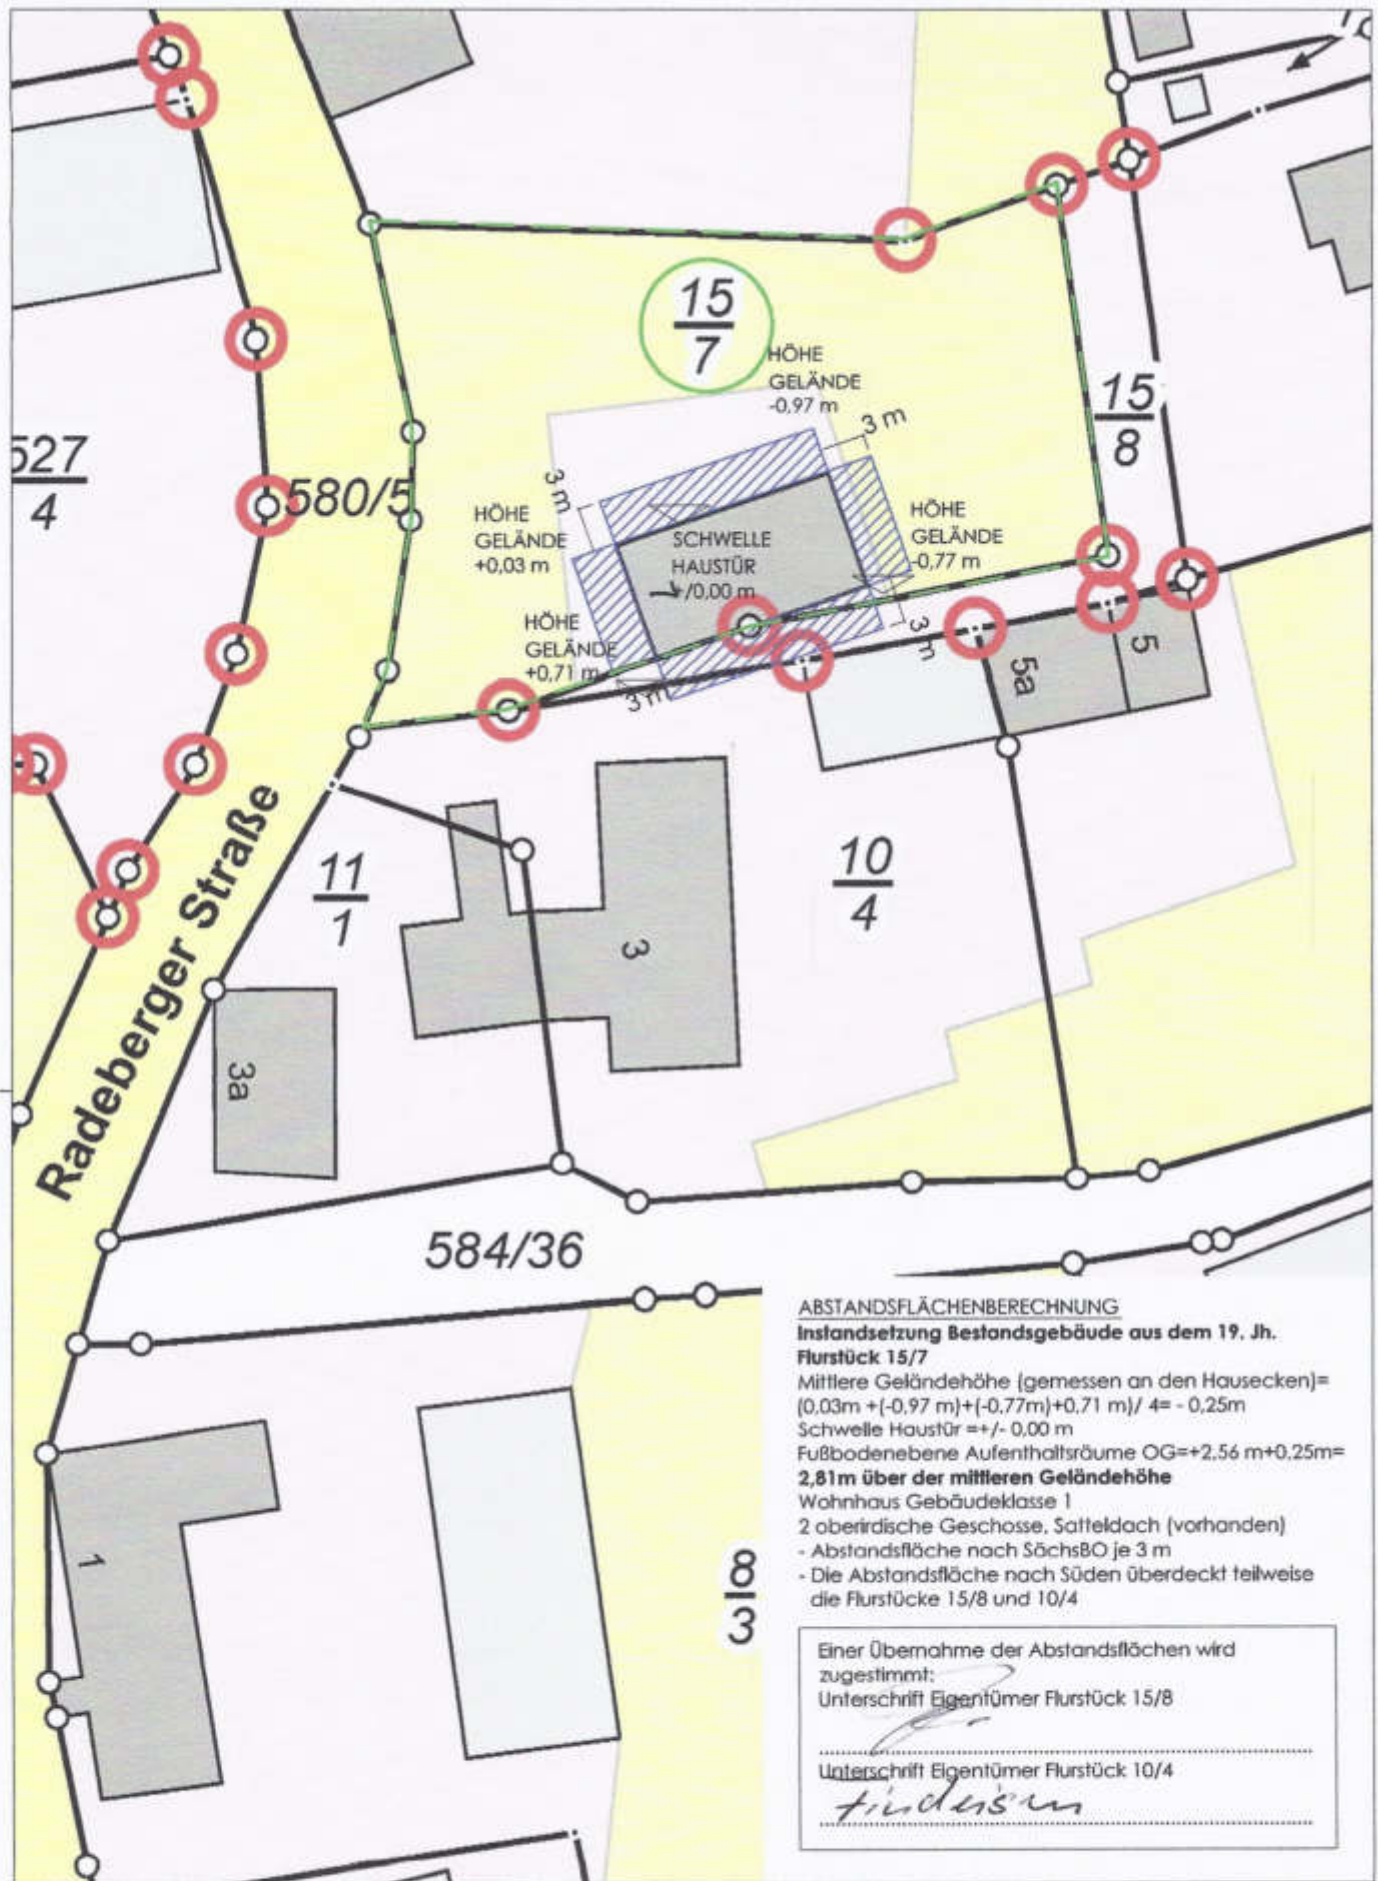 15
7
HÖHE
GELÄNDE
-0,97 m
3 m
15
8
527
4
580/5
3 m
HÖHE
GELÄNDE
+0,03 m
SCHWELLE
HAUSTÜR
+/0,00 m
1
HÖHE
GELÄNDE
-0,77 m
HÖHE
GELÄNDE
+0,71 m
3 m
3 m
5a
5
Radeberger Straße
11
1
10
4
3
3a
584/36
1
8
3
ABSTANDSFLÄCHENBERECHNUNG
Instandsetzung Bestandsgebäude aus dem 19. Jh.
Flurstück 15/7
Mittlere Geländehöhe (gemessen an den Hausecken)=
(0,03m +(-0,97 m)+(-0,77m)+0,71 m)/ 4= - 0,25m
Schwelle Haustür =+/- 0,00 m
Fußbodenebene Aufenthaltsräume OG=+2,56 m+0,25m=
2,81m über der mittleren Geländehöhe
Wohnhaus Gebäudeklasse 1
2 oberirdische Geschosse, Satteldach (vorhanden)
- Abstandsfläche nach SächsBO je 3 m
- Die Abstandsfläche nach Süden überdeckt teilweise
die Flurstücke 15/8 und 10/4
Einer Übernahme der Abstandsflächen wird
zugestimmt:
Unterschrift Eigentümer Flurstück 15/8
Unterschrift Eigentümer Flurstück 10/4